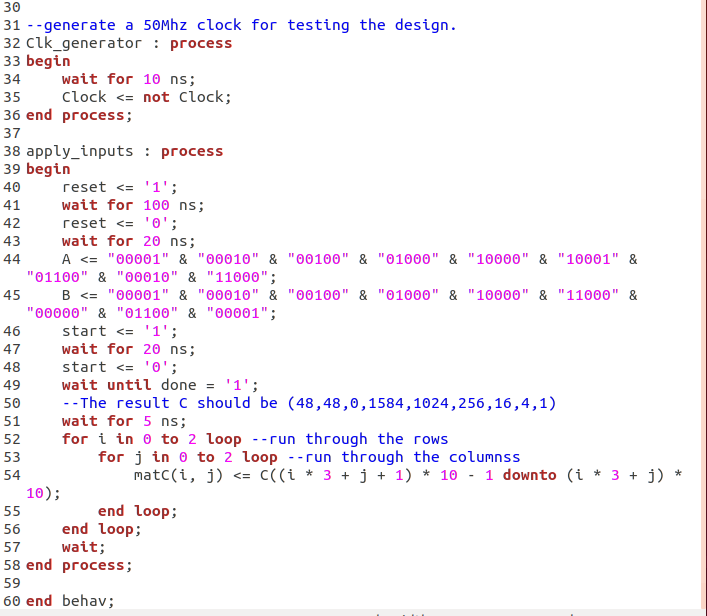 30
31 --generate a 50Mhz clock for testing the design.
32 Clk_generator : process
33 begin
34     wait for 10 ns;
35     Clock <= not Clock;
36 end process;
37
38 apply_inputs : process
39 begin
40     reset <= '1';
41     wait for 100 ns;
42     reset <= '0';
43     wait for 20 ns;
44     A <= "00001" & "00010" & "00100" & "01000" & "10000" & "10001" &
"01100" & "00010" & "11000";
45     B <= "00001" & "00010" & "00100" & "01000" & "10000" & "11000" &
"00000" & "01100" & "00001";
46     start <= '1';
47     wait for 20 ns;
48     start <= '0';
49     wait until done = '1';
50     --The result C should be (48,48,0,1584,1024,256,16,4,1)
51     wait for 5 ns;
52     for i in 0 to 2 loop --run through the rows
53         for j in 0 to 2 loop --run through the columnss
54             matC(i, j) <= C((i * 3 + j + 1) * 10 - 1 downto (i * 3 + j) *
10);
55         end loop;
56     end loop;
57     wait;
58 end process;
59
60 end behav;